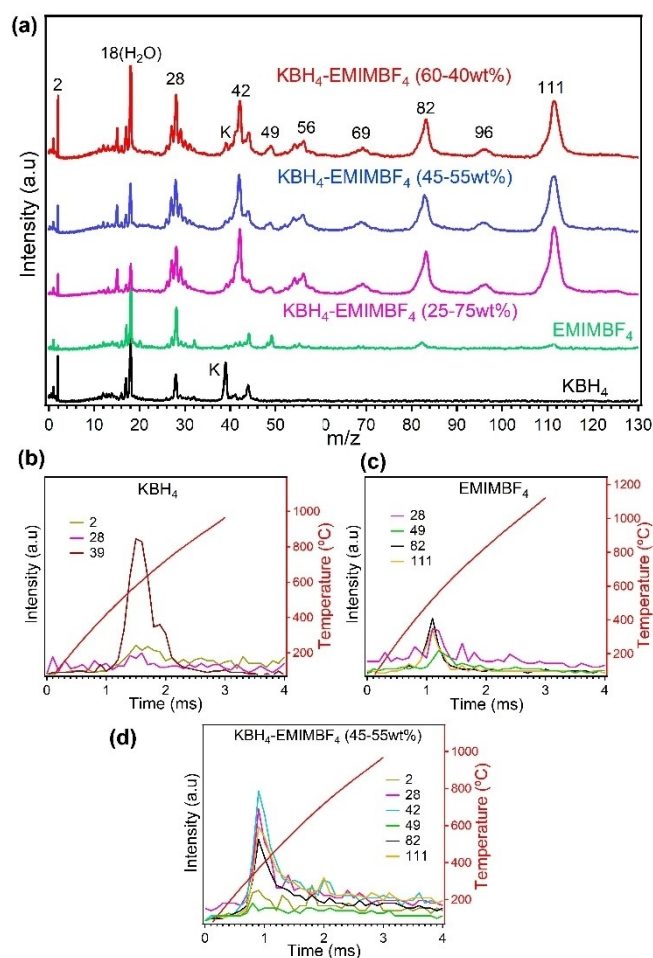 (a)
18(H₂O)
2
28
42
K
49
56
69
82
96
111
KBH₄-EMIMBF₄ (60-40wt%)
KBH₄-EMIMBF₄ (45-55wt%)
KBH₄-EMIMBF₄ (25-75wt%)
EMIMBF₄
K
KBH₄
Intensity (a.u)
0 10 20 30 40 50 60 70 80 90 100 110 120 130
m/z
(b)
KBH₄
2
28
39
Intensity (a.u)
1000
800
600
400
200
Temperature (ºC)
0 1 2 3 4
Time (ms)
(c)
EMIMBF₄
28
49
82
111
Intensity (a.u)
1200
1000
800
600
400
200
Temperature (ºC)
0 1 2 3 4
Time (ms)
(d)
KBH₄-EMIMBF₄ (45-55wt%)
2
28
42
49
82
111
Intensity (a.u)
1000
800
600
400
200
Temperature (ºC)
0 1 2 3 4
Time (ms)